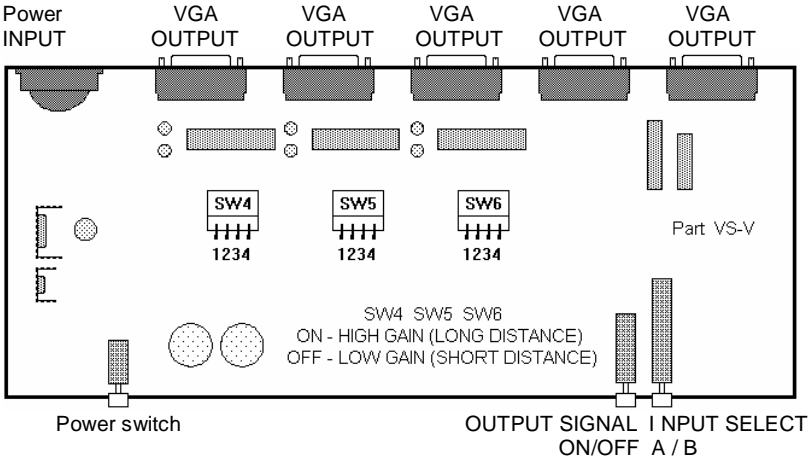 Power INPUT
VGA OUTPUT
VGA OUTPUT
VGA OUTPUT
VGA OUTPUT
VGA OUTPUT
SW4 SW5 SW6
1234 1234 1234
Part VS-V
SW4 SW5 SW6
ON - HIGH GAIN (LONG DISTANCE)
OFF - LOW GAIN (SHORT DISTANCE)
Power switch
OUTPUT SIGNAL I NPUT SELECT
ON/OFF A / B